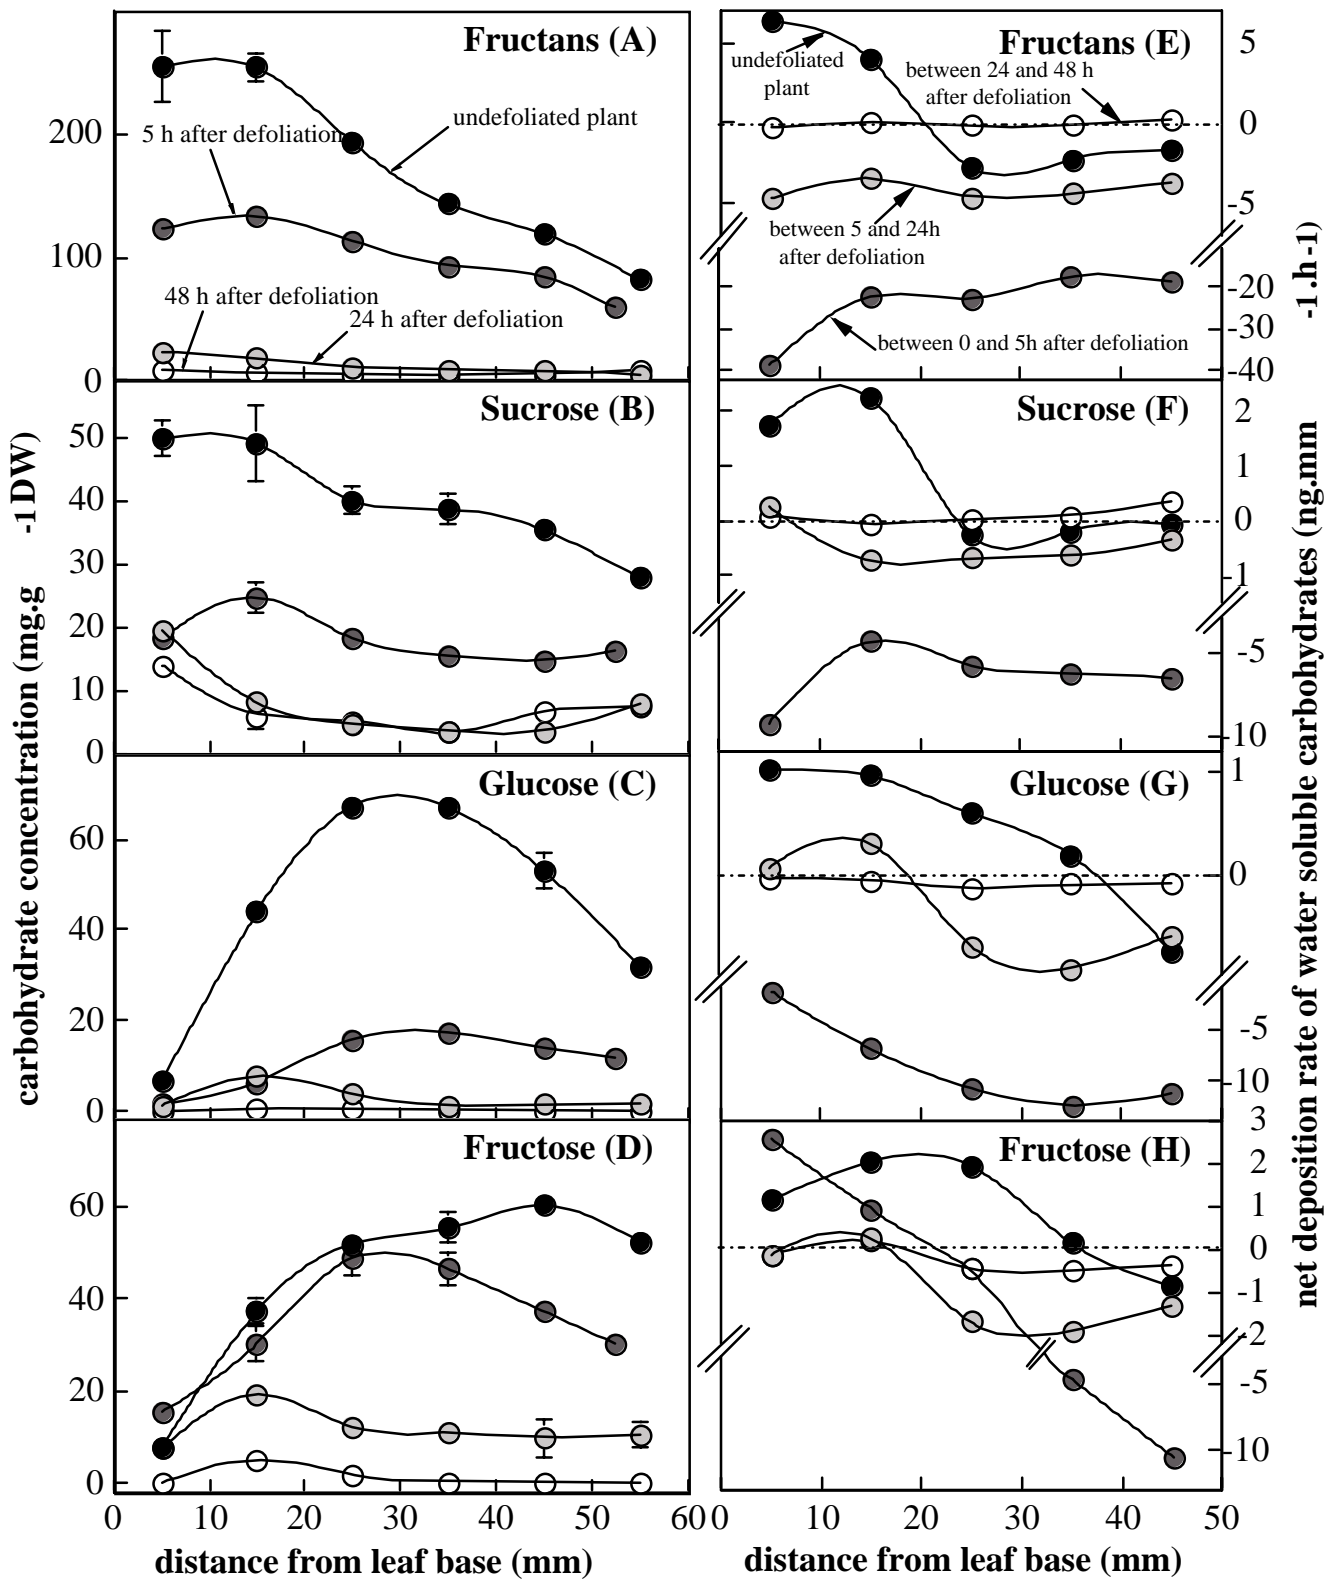 Fructans (A)
undefoliated plant
5 h after defoliation
48 h after defoliation
24 h after defoliation
200
100
0
Sucrose (B)
50
40
30
20
10
0
Glucose (C)
60
40
20
0
Fructose (D)
60
40
20
0
0 10 20 30 40 50 60
distance from leaf base (mm)
carbohydrate concentration (mg.g -1DW)
Fructans (E)
undefoliated
plant
between 24 and 48 h
after defoliation
between 5 and 24h
after defoliation
between 0 and 5h after defoliation
5
0
-5
-20
-30
-40
Sucrose (F)
2
1
0
-1
-5
-10
Glucose (G)
1
0
-5
-10
3
Fructose (H)
2
1
0
-1
-2
-5
-10
0 10 20 30 40 50
distance from leaf base (mm)
net deposition rate of water soluble carbohydrates (ng.mm -1.h-1)